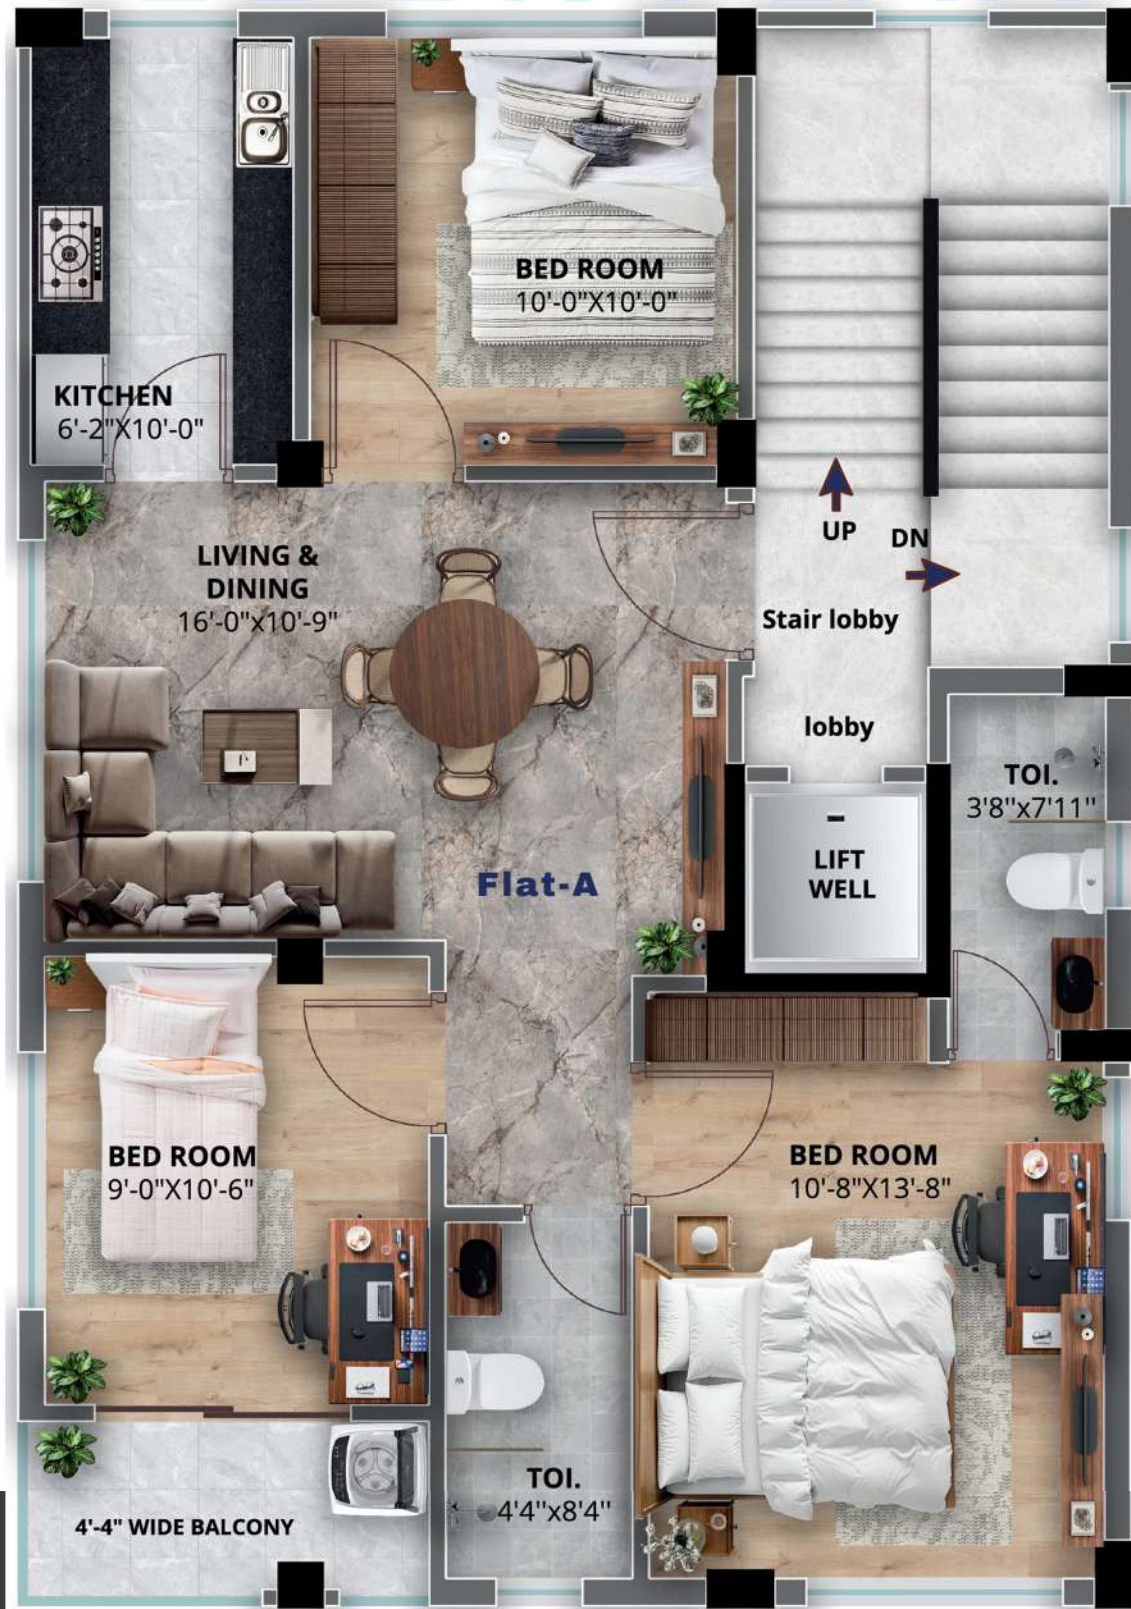 BED ROOM
10'-0"X10'-0"
KITCHEN
6'-2"X10'-0"
UP
DN
LIVING &
DINING
16'-0"x10'-9"
Stair lobby
lobby
TOI.
3'8''x7'11''
LIFT
WELL
Flat-A
BED ROOM
9'-0"X10'-6"
BED ROOM
10'-8"X13'-8"
TOI.
4'4''x8'4''
4'-4" WIDE BALCONY